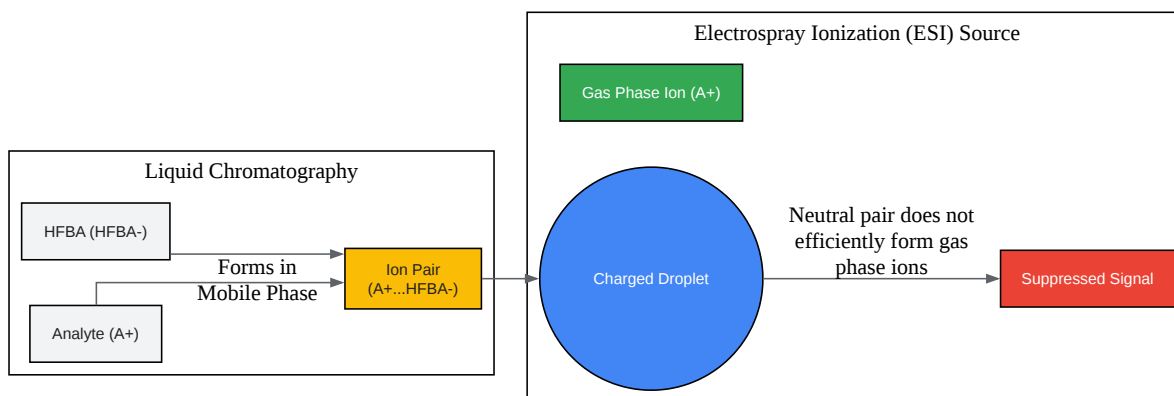 Electrospray Ionization (ESI) Source
Gas Phase Ion (A+)
Liquid Chromatography
HFBA (HFBA-)
Forms in
Mobile Phase
Analyte (A+)
Ion Pair
(A+...HFBA-)
Charged Droplet
Neutral pair does not
efficiently form gas
phase ions
Suppressed Signal